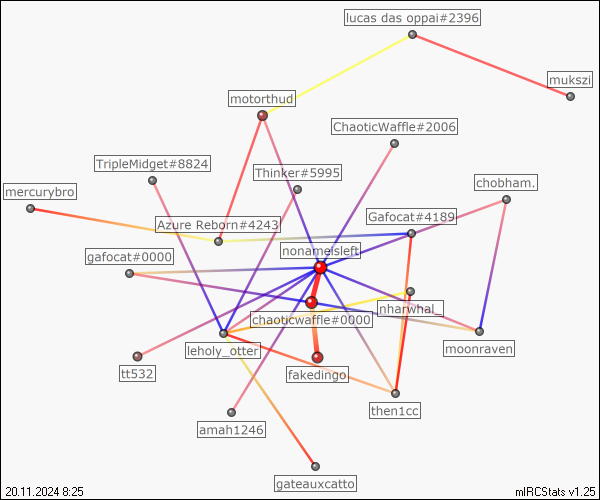 lucas das oppai#2396
mukszi
motorthud
ChaoticWaffle#2006
TripleMidget#8824
Thinker#5995
chobham.
mercurybro
Gafocat#4189
Azure Reborn#4243
nonameisleft
gafocat#0000
nharwhal_
chaoticwaffle#0000
leholy_otter
moonraven
tt532
fakedingo
then1cc
amah1246
gateauxcatto
20.11.2024 8:25
mIRCStats v1.25